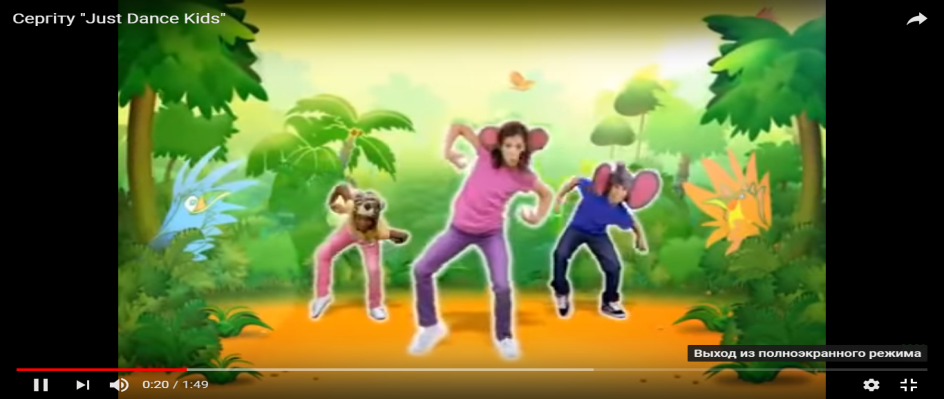 Сергіту "Just Dance Kids"
Выход из полноэкранного режима
0:20 / 1:49